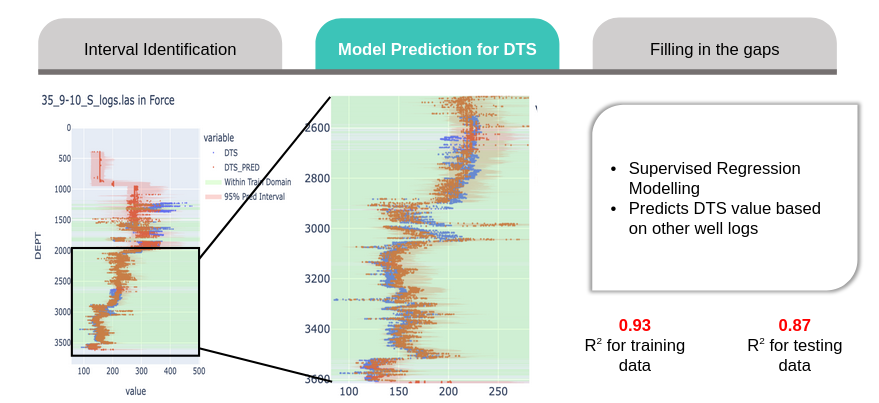 Interval Identification
Model Prediction for DTS
Filling in the gaps
35_9-10_S_logs.las in Force
variable
DTS
DTS_PRED
Within Train Domain
95% Pred Interval
DEPT
0
500
1000
1500
2000
2500
3000
3500
100
200
300
400
500
value
2600
2800
3000
3200
3400
3600
100
150
200
250
• Supervised Regression
Modelling
• Predicts DTS value based
on other well logs
0.93
R² for training
data
0.87
R² for testing
data